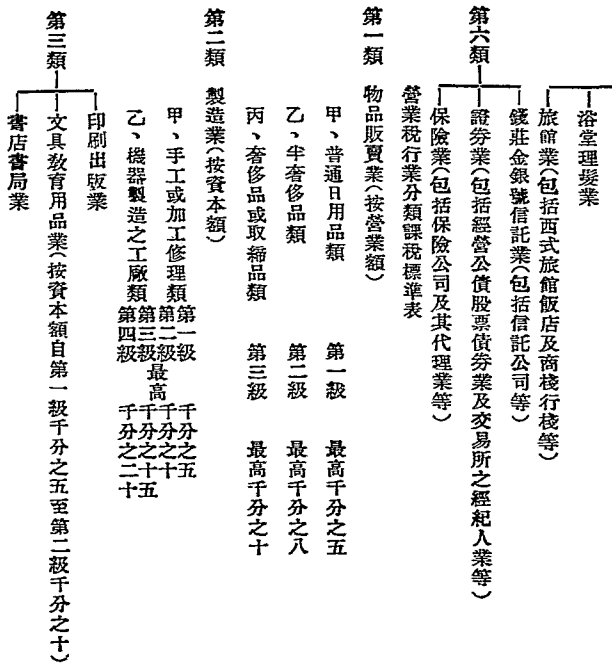 浴堂理髮業
旅館業(包括西式旅館飯店及商棧行棧等)
錢莊金銀號信託業(包括信託公司等)
第六類
證券業(包括經營公債股票債券業及交易所之經紀人業等)
保險業(包括保險公司及其代理業等)
營業稅行業分類課稅標準表
第一類 物品販賣業(按營業額)
甲、普通日用品類 第一級 最高千分之五
乙、半奢侈品類 第二級 最高千分之八
丙、奢侈品或取締品類 第三級 最高千分之十
第二類 製造業(按資本額)
甲、手工或加工修理類 第一級 千分之五
第二級 千分之十
最高
乙、機器製造之工廠類 第三級 千分之十五
第四級 千分之二十
印刷出版業
第三類 文具教育用品業(按資本額自第一級千分之五至第二級千分之十)
書店書局業